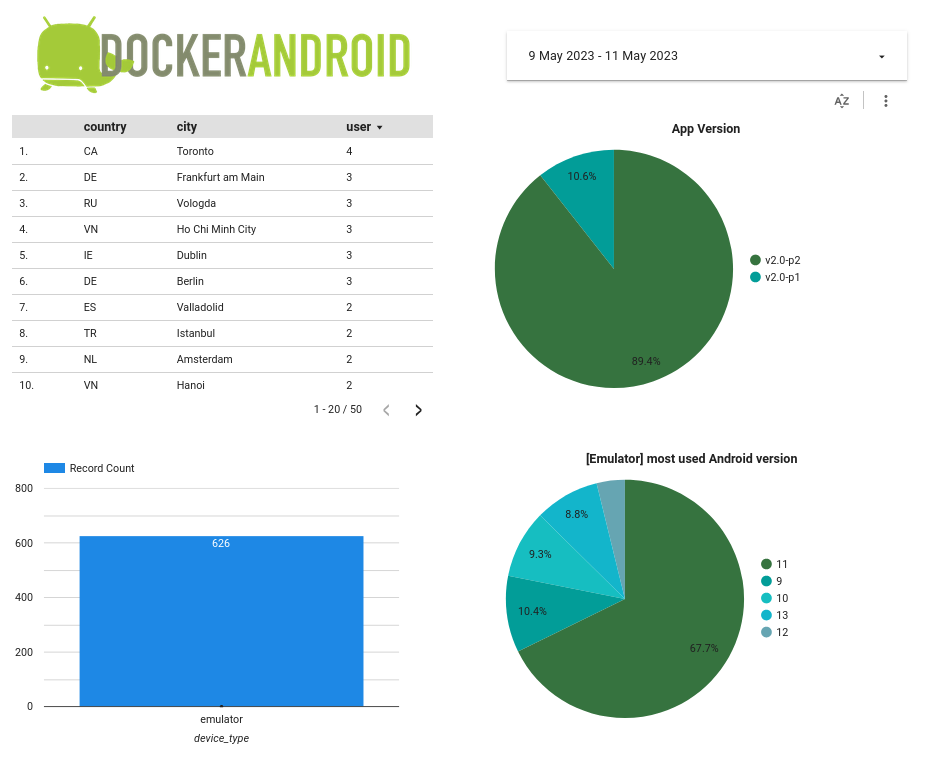 DOCKERANDROID
9 May 2023 - 11 May 2023
AZ
country city user
1. CA Toronto 4
2. DE Frankfurt am Main 3
3. RU Vologda 3
4. VN Ho Chi Minh City 3
5. IE Dublin 3
6. DE Berlin 3
7. ES Valladolid 2
8. TR Istanbul 2
9. NL Amsterdam 2
10. VN Hanoi 2
1 - 20 / 50
App Version
10.6%
89.4%
v2.0-p2
v2.0-p1
Record Count
800
600
400
200
0
626
emulator
device_type
[Emulator] most used Android version
8.8%
9.3%
10.4%
67.7%
11
9
10
13
12